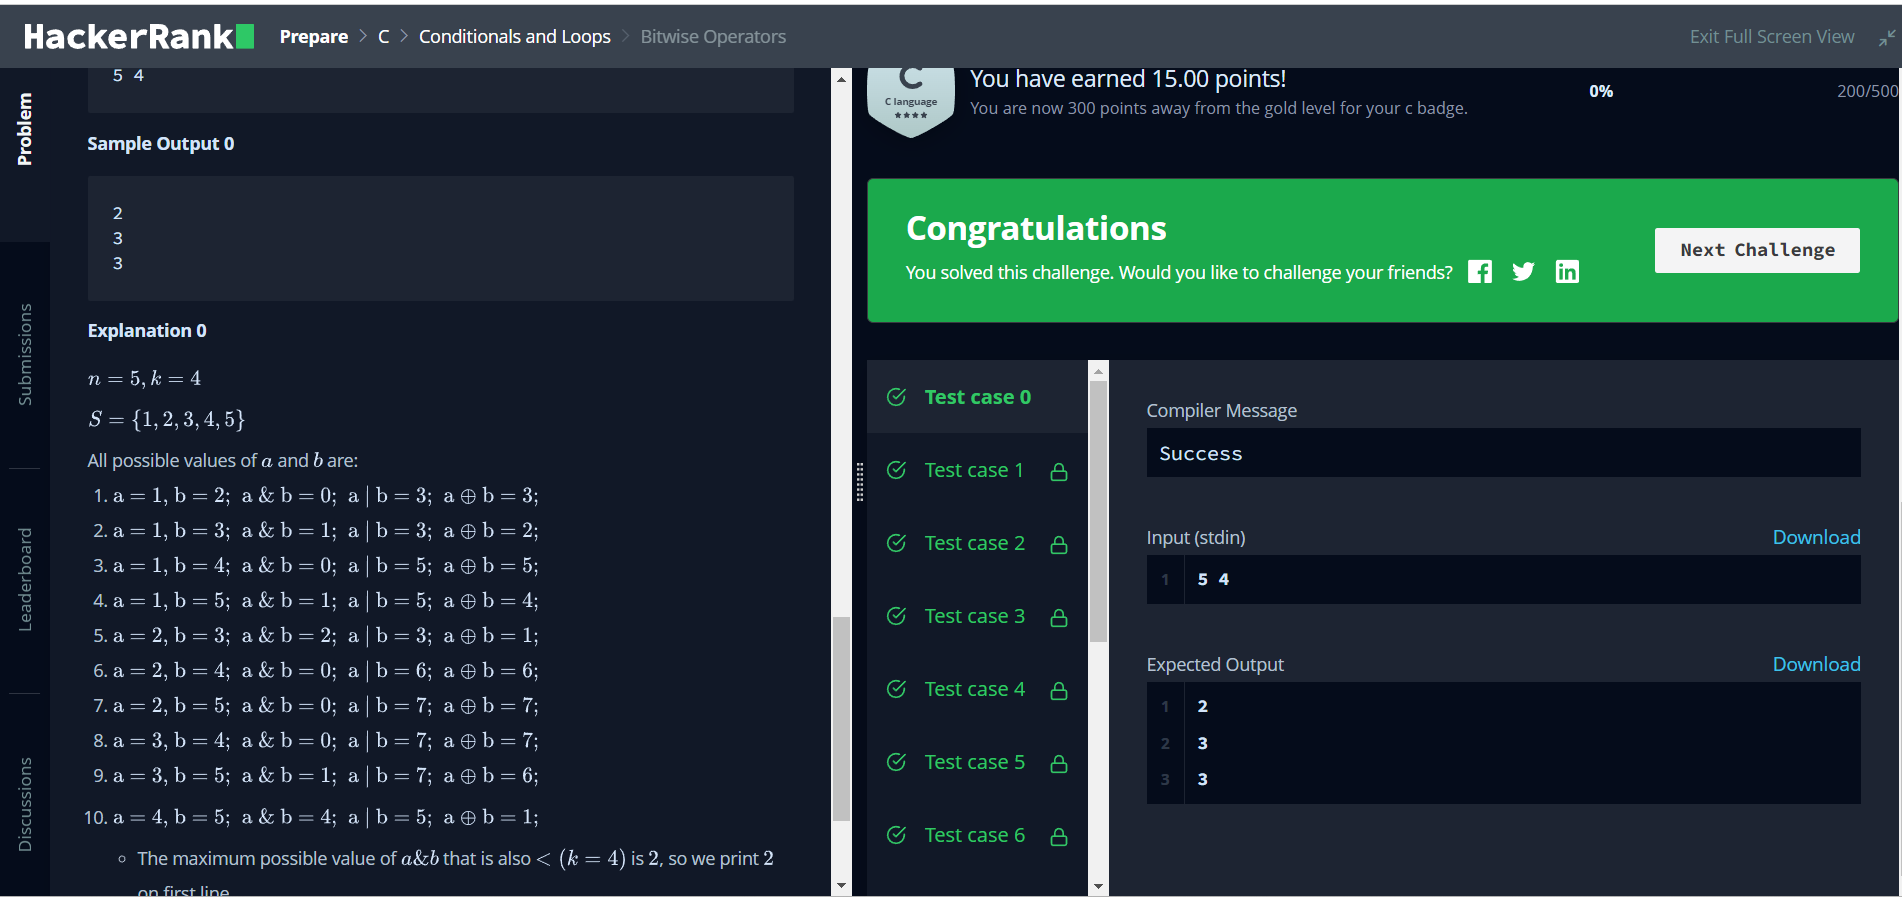 HackerRank Prepare > C > Conditionals and Loops > Bitwise Operators Exit Full Screen View
Problem
Submissions
Leaderboard
Discussions
5 4
Sample Output 0
2
3
3
Explanation 0
n = 5, k = 4
S = {1, 2, 3, 4, 5}
All possible values of a and b are:
1. a = 1, b = 2; a & b = 0; a | b = 3; a ⊕ b = 3;
2. a = 1, b = 3; a & b = 1; a | b = 3; a ⊕ b = 2;
3. a = 1, b = 4; a & b = 0; a | b = 5; a ⊕ b = 5;
4. a = 1, b = 5; a & b = 1; a | b = 5; a ⊕ b = 4;
5. a = 2, b = 3; a & b = 2; a | b = 3; a ⊕ b = 1;
6. a = 2, b = 4; a & b = 0; a | b = 6; a ⊕ b = 6;
7. a = 2, b = 5; a & b = 0; a | b = 7; a ⊕ b = 7;
8. a = 3, b = 4; a & b = 0; a | b = 7; a ⊕ b = 7;
9. a = 3, b = 5; a & b = 1; a | b = 7; a ⊕ b = 6;
10. a = 4, b = 5; a & b = 4; a | b = 5; a ⊕ b = 1;
The maximum possible value of a&b that is also < (k = 4) is 2, so we print 2
on first line
C language
You have earned 15.00 points!
You are now 300 points away from the gold level for your c badge.
0% 200/500
Congratulations
You solved this challenge. Would you like to challenge your friends?
Next Challenge
Test case 0
Test case 1
Test case 2
Test case 3
Test case 4
Test case 5
Test case 6
Compiler Message
Success
Input (stdin) Download
1 5 4
Expected Output Download
1 2
2 3
3 3